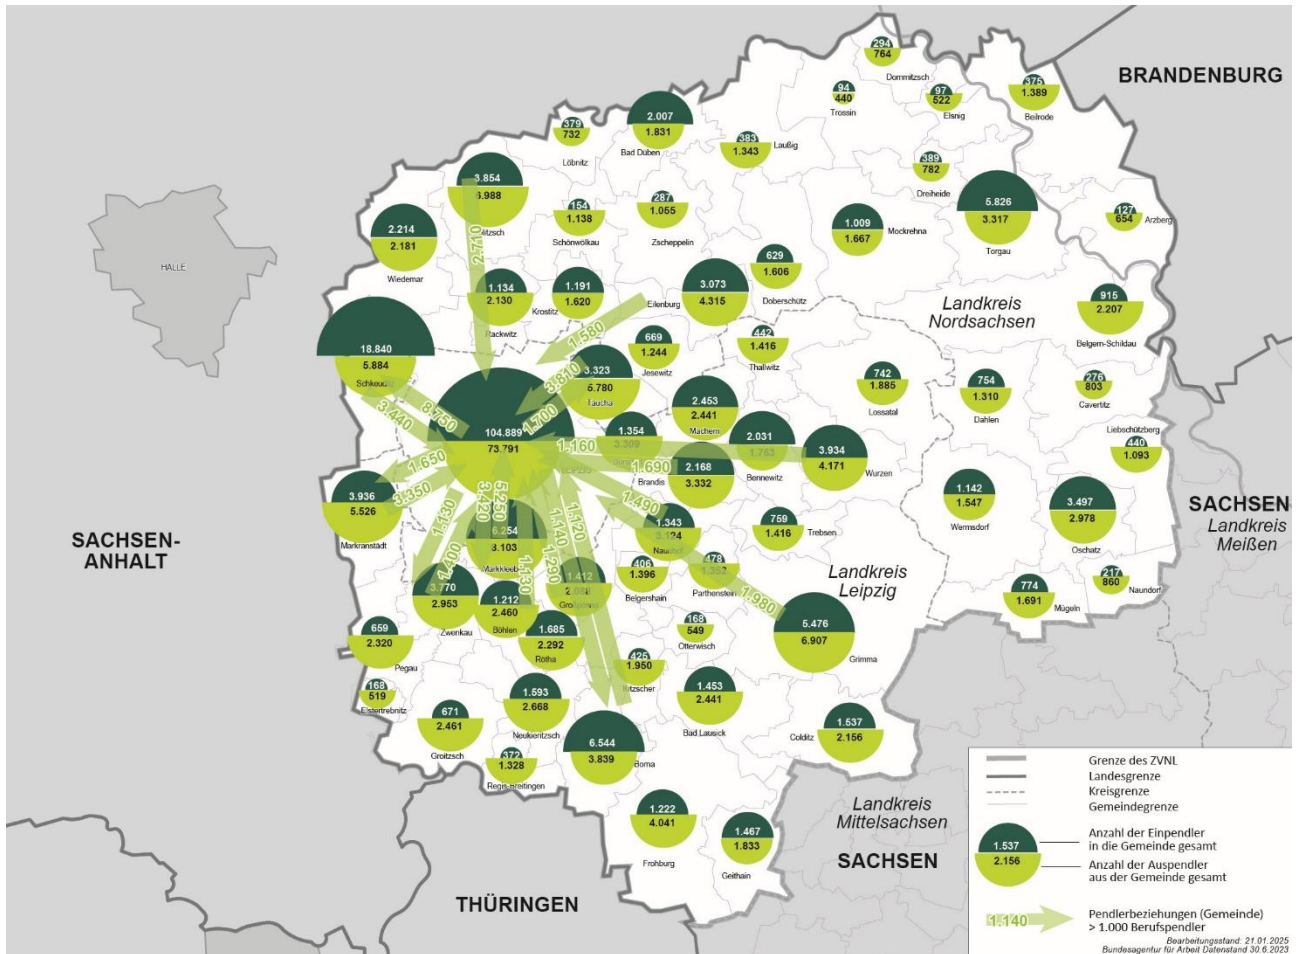 BRANDENBURG
294
764
Dommitzsch
375
1.389
Beilrode
94
440
Trossin
97
522
Elsnig
379
732
Löbnitz
2.007
1.831
Bad Düben
383
1.343
Laußig
389
782
Dreiheide
3.854
6.988
2.710
154
1.138
Schönwölkau
287
1.055
Zscheppelin
1.009
1.667
Mockrehna
5.826
3.317
Torgau
127
654
Arzberg
2.214
2.181
Wiedemar
HALLE
629
1.606
Doberschütz
1.134
2.130
Rackwitz
1.191
1.620
Krostitz
Eilenburg
3.073
4.315
Landkreis
Nordsachsen
915
2.207
Belgern-Schildau
1.580
18.840
5.884
669
1.244
Jesewitz
442
1.416
Thallwitz
3.323
5.780
Taucha
3.810
1.700
742
1.885
Lossatal
754
1.310
Dahlen
276
803
Cavertitz
8.750
3.440
104.889
73.791
2.453
2.441
Machern
Liebschützberg
440
1.093
1.354
3.309
1.160
2.031
1.763
Bennewitz
3.934
4.171
Wurzen
1.650
3.350
1.690
Brandis
2.168
3.332
3.936
5.526
Markranstädt
1.142
1.547
Wermsdorf
3.497
2.978
Oschatz
SACHSEN-
ANHALT
SACHSEN
Landkreis
Meißen
1.130
1.400
3.420
5.250
6.254
8.103
1.140
1.120
1.490
1.343
3.124
Naunhof
759
1.416
Trebsen
1.130
3.770
2.953
Zwenkau
1.212
2.460
Böhlen
1.412
406
1.396
Belgershain
478
1.352
Parthenstein
1.980
Landkreis
Leipzig
774
1.691
Mügeln
217
860
Naundorf
659
2.320
Pegau
1.685
2.292
Rötha
168
549
Otterwisch
5.476
6.907
Grimma
168
519
Elstertrebnitz
425
1.950
Kitzscher
671
2.461
Groitzsch
1.593
2.668
Neukieritzsch
1.453
2.441
Bad Lausick
1.537
2.156
Colditz
372
1.328
Regis-Breitingen
6.544
3.839
Borna
1.222
4.041
Frohburg
1.467
1.833
Geithain
Landkreis
Mittelsachsen
SACHSEN
THÜRINGEN
Grenze des ZVNL
Landesgrenze
Kreisgrenze
Gemeindegrenze
1.537
2.156
Anzahl der Einpendler
in die Gemeinde gesamt
Anzahl der Auspendler
aus der Gemeinde gesamt
1.140
Pendlerbeziehungen (Gemeinde)
> 1.000 Berufspendler
Bearbeitungsstand: 21.01.2025
Bundesagentur für Arbeit Datenstand 30.6.2023